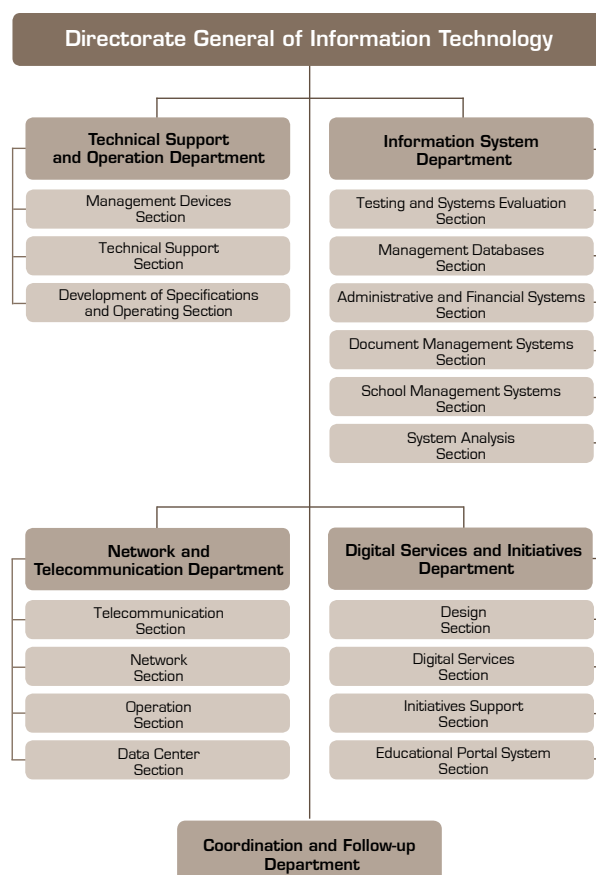 Directorate General of Information Technology
Technical Support
and Operation Department
Management Devices
Section
Technical Support
Section
Development of Specifications
and Operating Section
Information System
Department
Testing and Systems Evaluation
Section
Management Databases
Section
Administrative and Financial Systems
Section
Document Management Systems
Section
School Management Systems
Section
System Analysis
Section
Network and
Telecommunication Department
Telecommunication
Section
Network
Section
Operation
Section
Data Center
Section
Digital Services and Initiatives
Department
Design
Section
Digital Services
Section
Initiatives Support
Section
Educational Portal System
Section
Coordination and Follow-up
Department